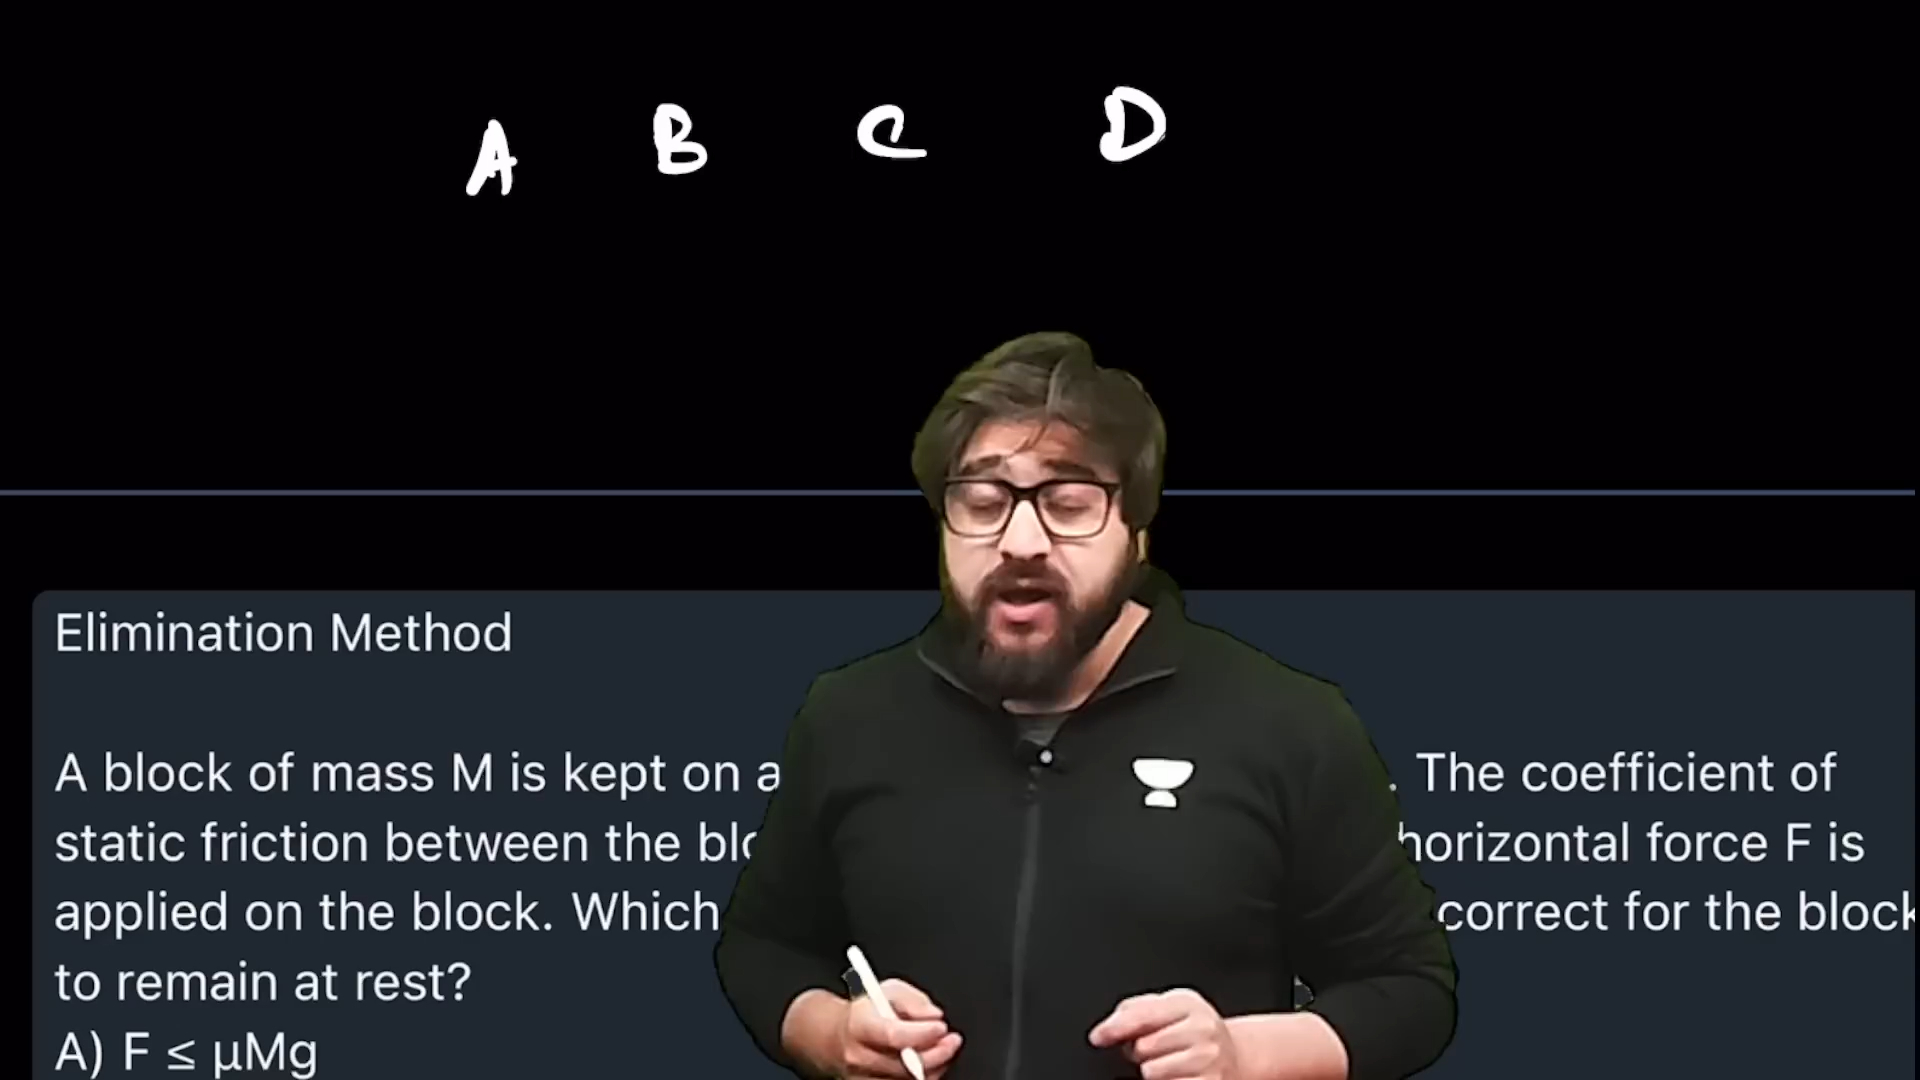 A B C D
Elimination Method
A block of mass M is kept on a . The coefficient of
static friction between the horizontal force F is
applied on the block. Which correct for the block
to remain at rest?
A) F ≤ μMg